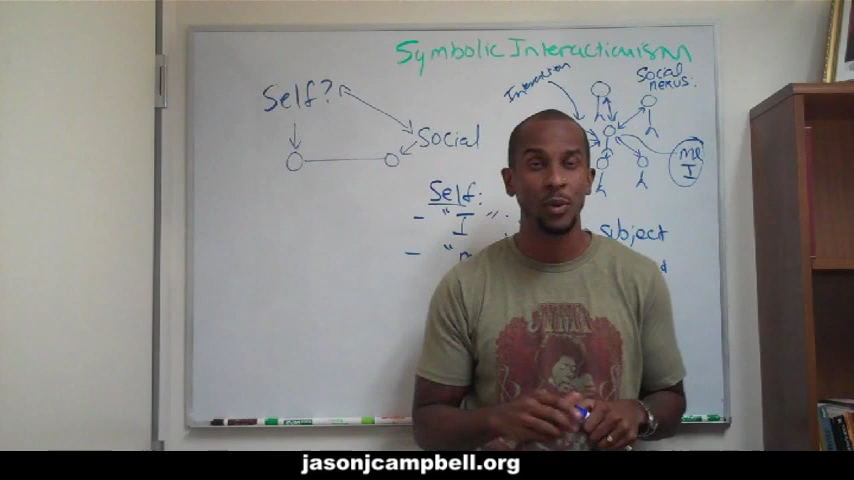 Symbolic Interactionism
Self?
Interaction
Social
nexus:
Social
me
I
Self:
- "I"
subject
- "
jasonjcampbell.org